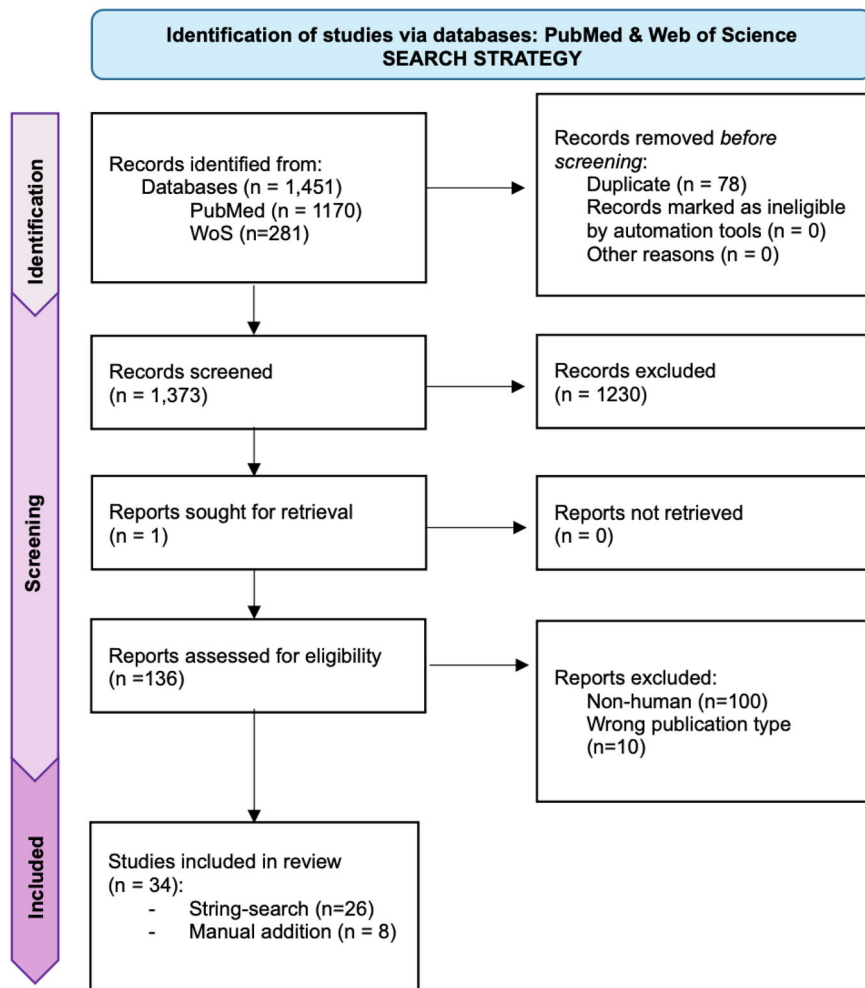 Identification of studies via databases: PubMed & Web of Science
SEARCH STRATEGY
Identification
Records identified from:
Databases (n = 1,451)
PubMed (n = 1170)
WoS (n=281)
Records removed before
screening:
Duplicate (n = 78)
Records marked as ineligible
by automation tools (n = 0)
Other reasons (n = 0)
Screening
Records screened
(n = 1,373)
Records excluded
(n = 1230)
Reports sought for retrieval
(n = 1)
Reports not retrieved
(n = 0)
Reports assessed for eligibility
(n =136)
Reports excluded:
Non-human (n=100)
Wrong publication type
(n=10)
Included
Studies included in review
(n = 34):
- String-search (n=26)
- Manual addition (n = 8)